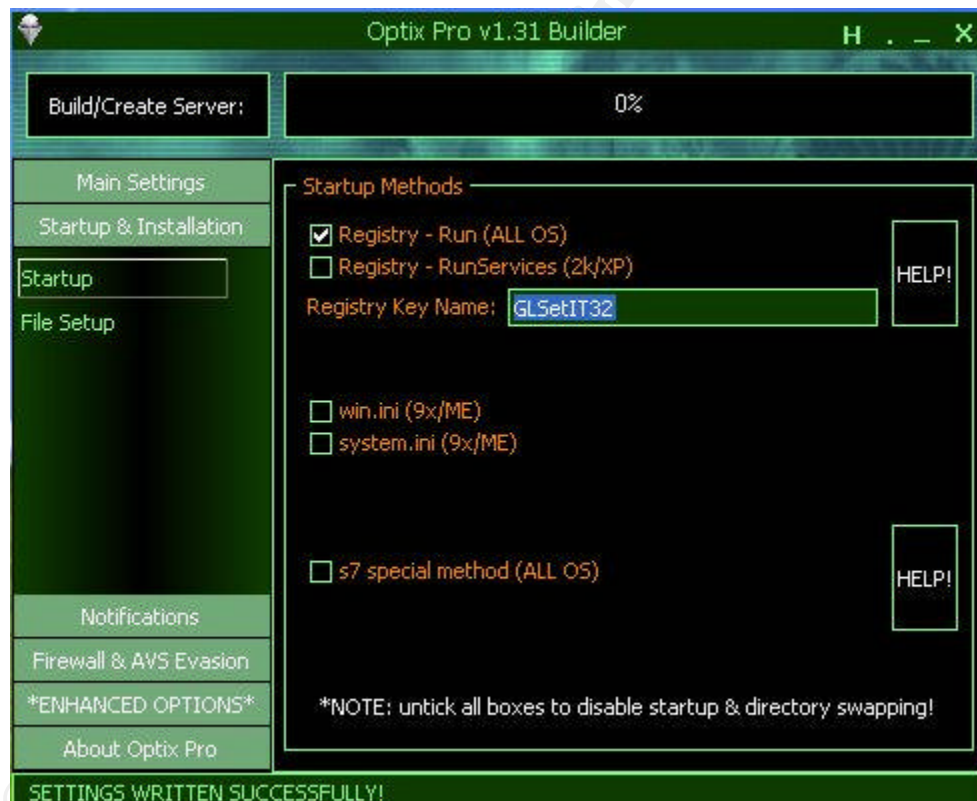 Optix Pro v1.31 Builder
H . _ X
Build/Create Server:
0%
Main Settings
Startup & Installation
Startup
File Setup
Notifications
Firewall & AVS Evasion
*ENHANCED OPTIONS*
About Optix Pro
Startup Methods
Registry - Run (ALL OS)
Registry - RunServices (2k/XP)
Registry Key Name: GLSetIT32
HELP!
win.ini (9x/ME)
system.ini (9x/ME)
s7 special method (ALL OS)
HELP!
*NOTE: untick all boxes to disable startup & directory swapping!
SETTINGS WRITTEN SUCCESSFULLY!